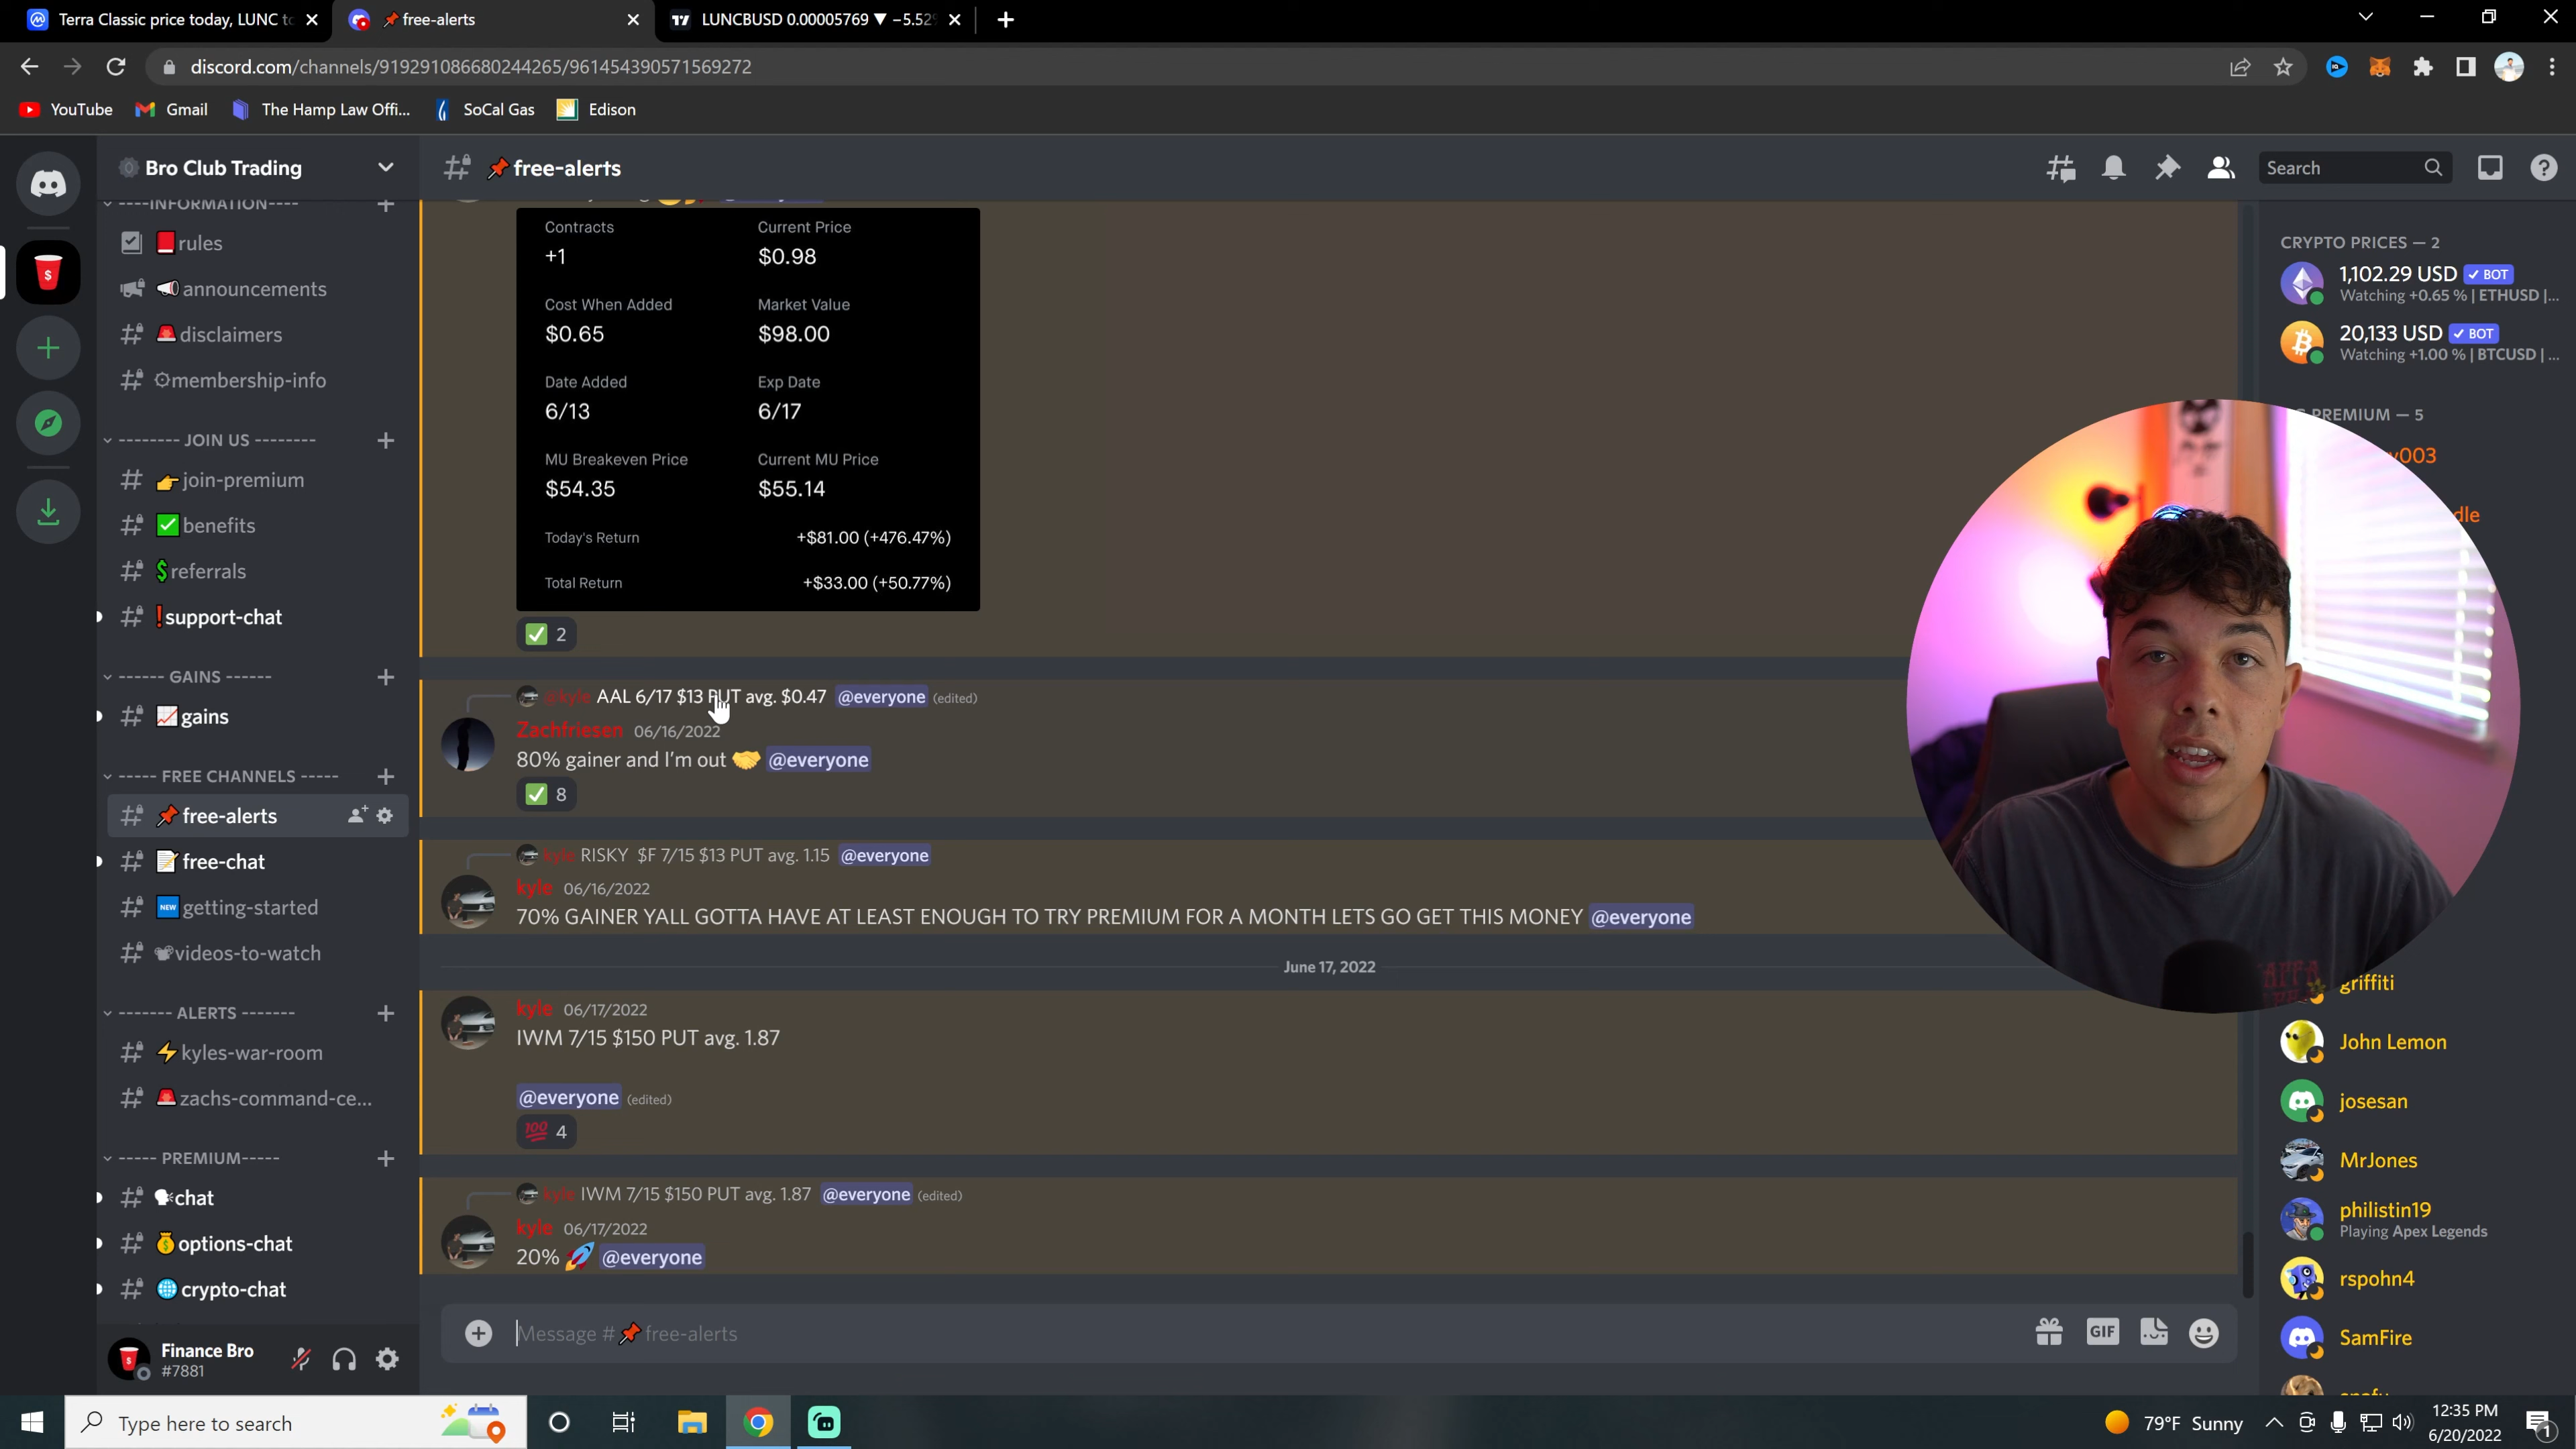 Terra Classic price today, LUNC to
📌free-alerts
LUNCBUSD 0.00005769 ▼ −5.52%
discord.com/channels/919291086680244265/961454390571569272
YouTube
Gmail
The Hamp Law Offi...
SoCal Gas
Edison
Bro Club Trading
📌free-alerts
Search
----INFORMATION----
rules
announcements
disclaimers
membership-info
-------- JOIN US --------
join-premium
benefits
referrals
support-chat
------ GAINS ------
gains
----- FREE CHANNELS -----
free-alerts
free-chat
getting-started
videos-to-watch
------- ALERTS -------
kyles-war-room
zachs-command-ce...
----- PREMIUM-----
chat
options-chat
crypto-chat
Finance Bro
#7881
Contracts
Current Price
+1
$0.98
Cost When Added
Market Value
$0.65
$98.00
Date Added
Exp Date
6/13
6/17
MU Breakeven Price
Current MU Price
$54.35
$55.14
Today's Return
+$81.00 (+476.47%)
Total Return
+$33.00 (+50.77%)
✅ 2
@kyle AAL 6/17 $13 PUT avg. $0.47 @everyone (edited)
Zachfriesen 06/16/2022
80% gainer and I'm out 🤝 @everyone
✅ 8
kyle RISKY $F 7/15 $13 PUT avg. 1.15 @everyone
kyle 06/16/2022
70% GAINER YALL GOTTA HAVE AT LEAST ENOUGH TO TRY PREMIUM FOR A MONTH LETS GO GET THIS MONEY @everyone
June 17, 2022
kyle 06/17/2022
IWM 7/15 $150 PUT avg. 1.87
@everyone (edited)
💯 4
kyle IWM 7/15 $150 PUT avg. 1.87 @everyone (edited)
kyle 06/17/2022
20% 🚀 @everyone
Message #📌free-alerts
GIF
CRYPTO PRICES — 2
1,102.29 USD ✓ BOT
Watching +0.65 % | ETHUSD |...
20,133 USD ✓ BOT
Watching +1.00 % | BTCUSD | ...
PREMIUM — 5
griffiti
John Lemon
josesan
MrJones
philistin19
Playing Apex Legends
rspohn4
SamFire
Type here to search
79°F Sunny
12:35 PM
6/20/2022
1